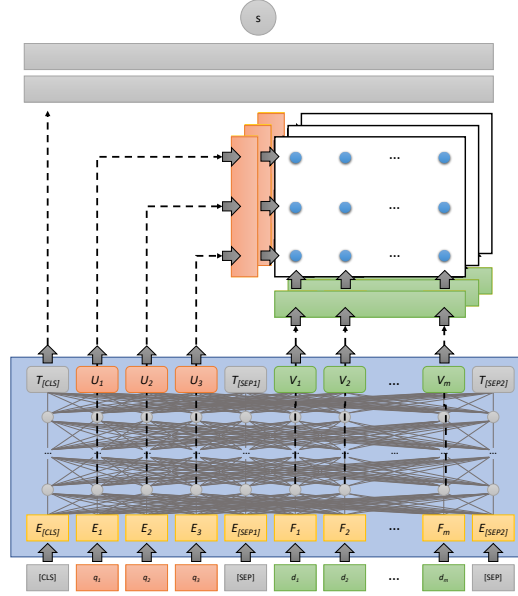 s
...
...
...
T[CLS] U1 U2 U3 T[SEP1] V1 V2 ... Vm T[SEP2]
... ... ... ... ... ... ... ... ...
E[CLS] E1 E2 E3 E[SEP1] F1 F2 ... Fm E[SEP2]
[CLS] q1 q2 q3 [SEP] d1 d2 ... dm [SEP]